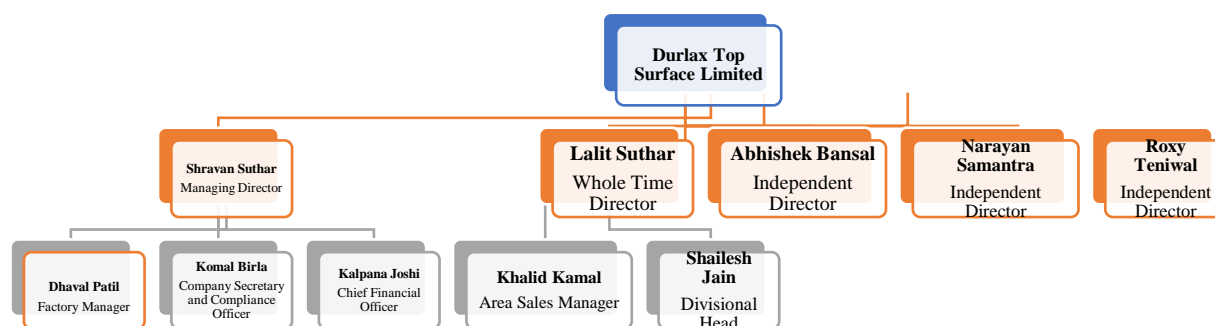 Durlax Top
Surface Limited
Shravan Suthar
Managing Director
Lalit Suthar
Whole Time
Director
Abhishek Bansal
Independent
Director
Narayan
Samantra
Independent
Director
Roxy
Teniwal
Independent
Director
Dhaval Patil
Factory Manager
Komal Birla
Company Secretary
and Compliance
Officer
Kalpana Joshi
Chief Financial
Officer
Khalid Kamal
Area Sales Manager
Shailesh
Jain
Divisional
Head